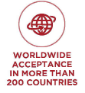 WORLDWIDE
ACCEPTANCE
IN MORE THAN
200 COUNTRIES